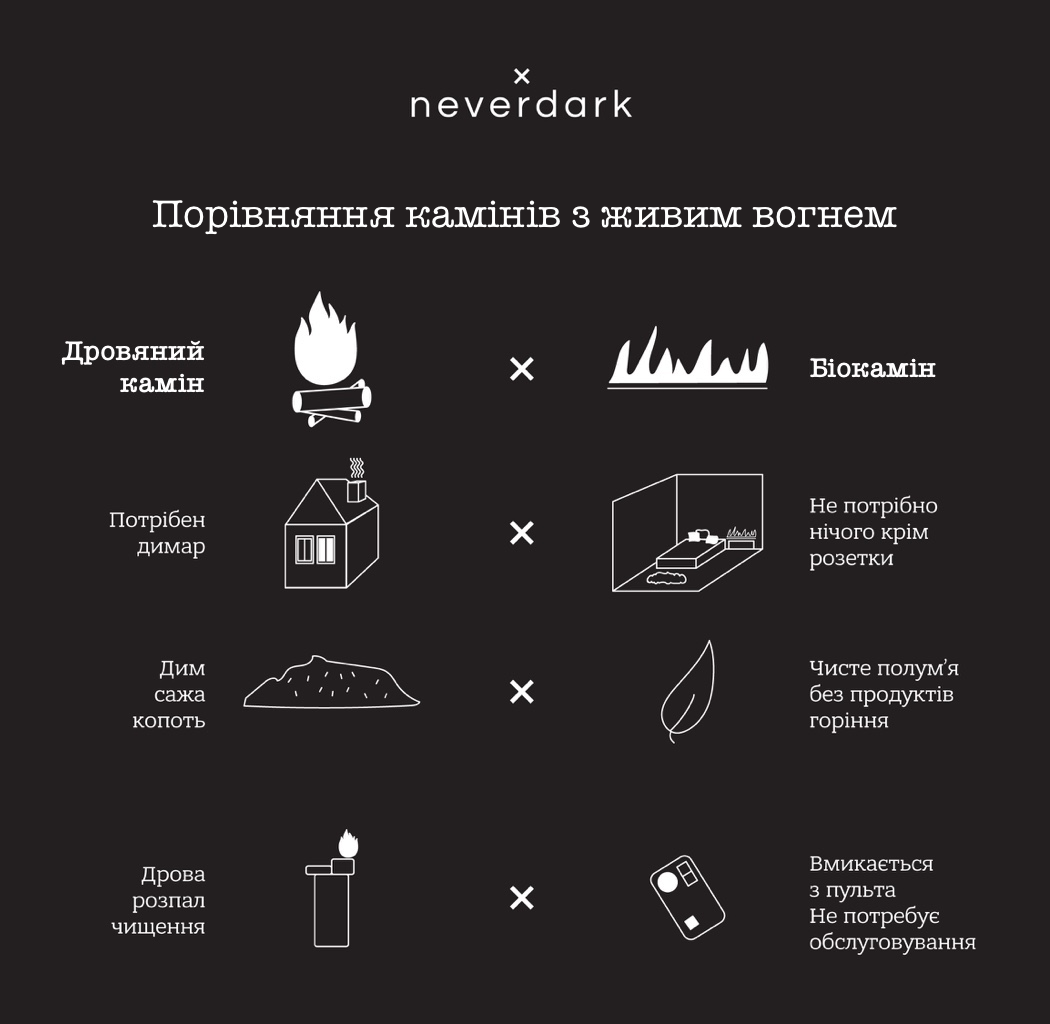 neverdark
Порівняння камінів з живим вогнем
Дровяний
камін
Біокамін
Потрібен
димар
Не потрібно
нічого крім
розетки
Дим
сажа
копоть
Чисте полум’я
без продуктів
горіння
Дрова
розпал
чищення
Вмикається
з пульта
Не потребує
обслуговування